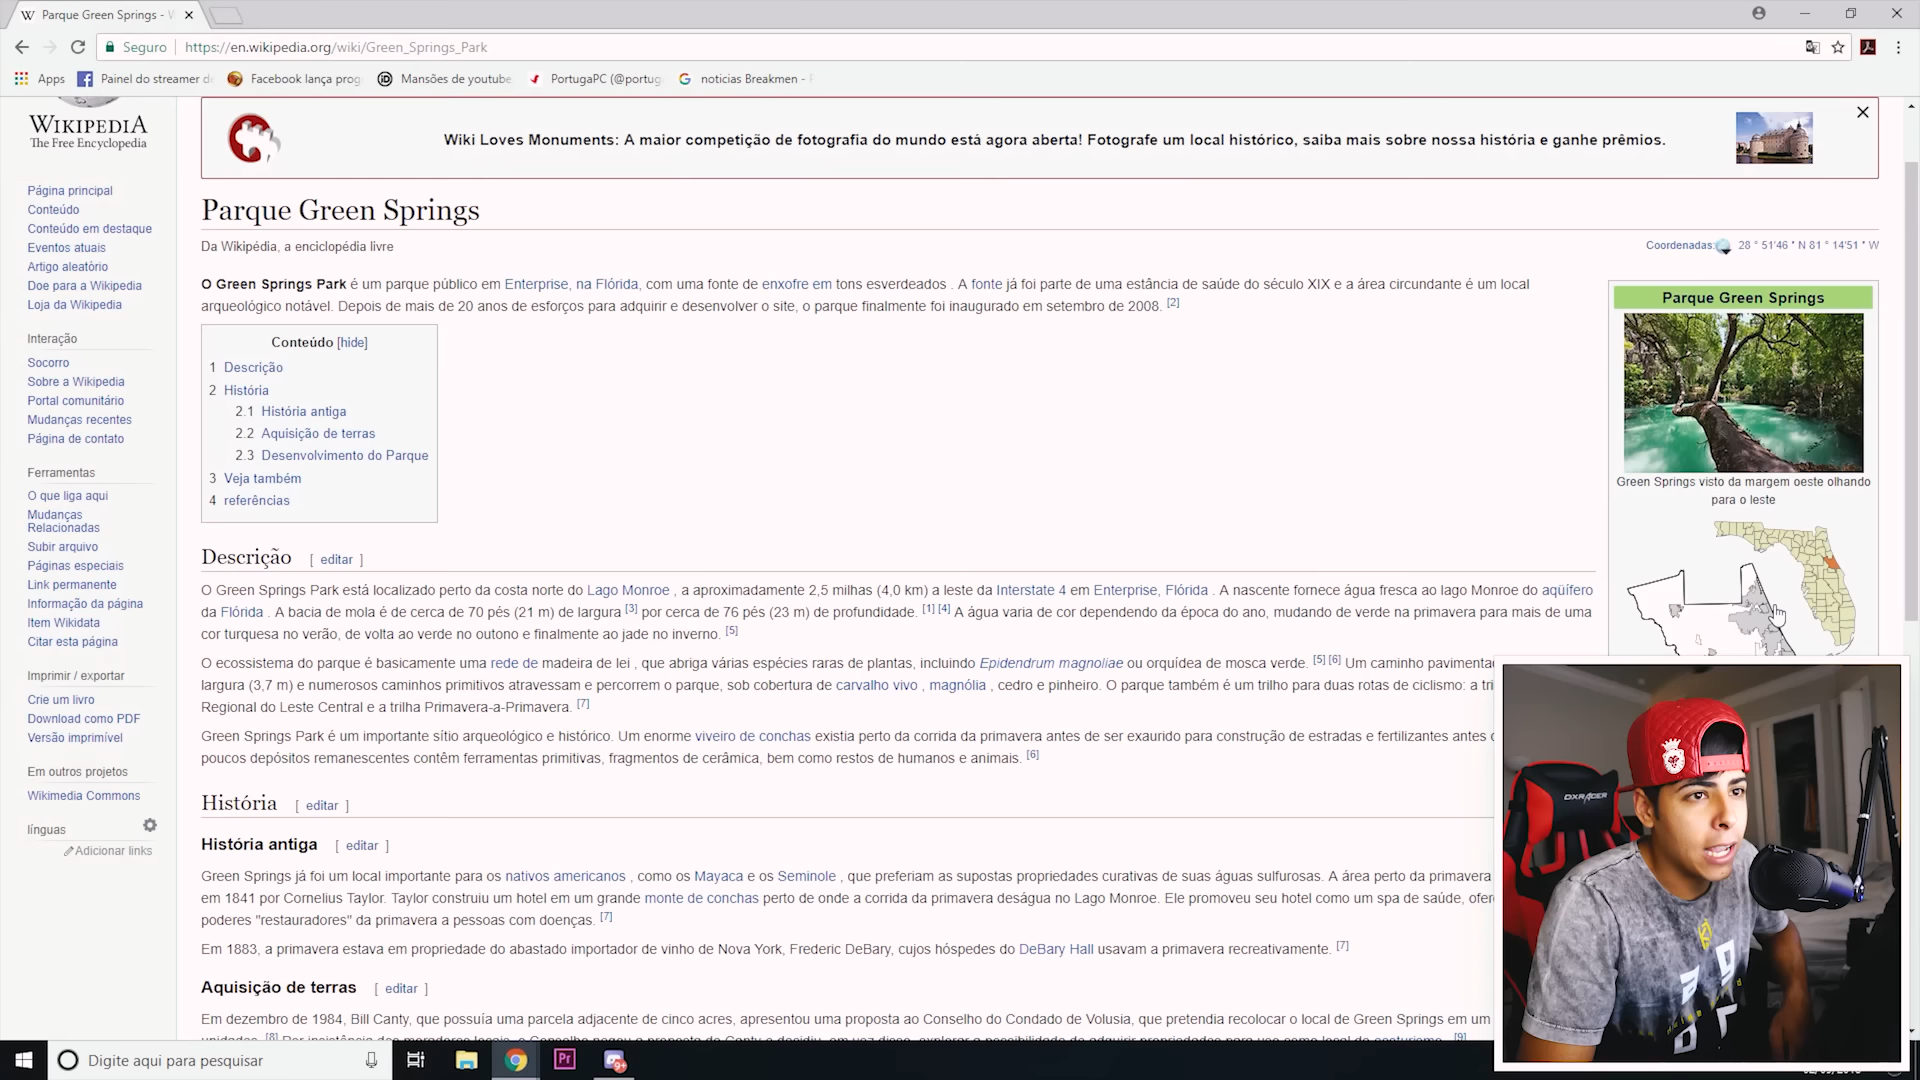 Parque Green Springs - W
Seguro
https://en.wikipedia.org/wiki/Green_Springs_Park
Apps
Painel do streamer d
Facebook lança prog
Mansões de youtube
PortugaPC (@portug
noticias Breakmen -
WIKIPEDIA
The Free Encyclopedia
Página principal
Conteúdo
Conteúdo em destaque
Eventos atuais
Artigo aleatório
Doe para a Wikipedia
Loja da Wikipedia
Interação
Socorro
Sobre a Wikipedia
Portal comunitário
Mudanças recentes
Página de contato
Ferramentas
O que liga aqui
Mudanças
Relacionadas
Subir arquivo
Páginas especiais
Link permanente
Informação da página
Item Wikidata
Citar esta página
Imprimir / exportar
Crie um livro
Download como PDF
Versão imprimível
Em outros projetos
Wikimedia Commons
línguas
Adicionar links
Wiki Loves Monuments: A maior competição de fotografia do mundo está agora aberta! Fotografe um local histórico, saiba mais sobre nossa história e ganhe prêmios.
Parque Green Springs
Da Wikipédia, a enciclopédia livre
Coordenadas: 28 ° 51'46 " N 81 ° 14'51 " W
O Green Springs Park é um parque público em Enterprise, na Flórida, com uma fonte de enxofre em tons esverdeados . A fonte já foi parte de uma estância de saúde do século XIX e a área circundante é um local
arqueológico notável. Depois de mais de 20 anos de esforços para adquirir e desenvolver o site, o parque finalmente foi inaugurado em setembro de 2008. [2]
Conteúdo [hide]
1 Descrição
2 História
2.1 História antiga
2.2 Aquisição de terras
2.3 Desenvolvimento do Parque
3 Veja também
4 referências
Parque Green Springs
Green Springs visto da margem oeste olhando
para o leste
Descrição [ editar ]
O Green Springs Park está localizado perto da costa norte do Lago Monroe , a aproximadamente 2,5 milhas (4,0 km) a leste da Interstate 4 em Enterprise, Flórida . A nascente fornece água fresca ao lago Monroe do aqüífero
da Flórida . A bacia de mola é de cerca de 70 pés (21 m) de largura [3] por cerca de 76 pés (23 m) de profundidade. [1] [4] A água varia de cor dependendo da época do ano, mudando de verde na primavera para mais de uma
cor turquesa no verão, de volta ao verde no outono e finalmente ao jade no inverno. [5]
O ecossistema do parque é basicamente uma rede de madeira de lei , que abriga várias espécies raras de plantas, incluindo Epidendrum magnoliae ou orquídea de mosca verde. [5] [6] Um caminho pavimenta
largura (3,7 m) e numerosos caminhos primitivos atravessam e percorrem o parque, sob cobertura de carvalho vivo , magnólia , cedro e pinheiro. O parque também é um trilho para duas rotas de ciclismo: a tri
Regional do Leste Central e a trilha Primavera-a-Primavera. [7]
Green Springs Park é um importante sítio arqueológico e histórico. Um enorme viveiro de conchas existia perto da corrida da primavera antes de ser exaurido para construção de estradas e fertilizantes antes
poucos depósitos remanescentes contêm ferramentas primitivas, fragmentos de cerâmica, bem como restos de humanos e animais. [6]
História [ editar ]
História antiga [ editar ]
Green Springs já foi um local importante para os nativos americanos , como os Mayaca e os Seminole , que preferiam as supostas propriedades curativas de suas águas sulfurosas. A área perto da primavera
em 1841 por Cornelius Taylor. Taylor construiu um hotel em um grande monte de conchas perto de onde a corrida da primavera deságua no Lago Monroe. Ele promoveu seu hotel como um spa de saúde, ofer
poderes "restauradores" da primavera a pessoas com doenças. [7]
Em 1883, a primavera estava em propriedade do abastado importador de vinho de Nova York, Frederic DeBary, cujos hóspedes do DeBary Hall usavam a primavera recreativamente. [7]
Aquisição de terras [ editar ]
Em dezembro de 1984, Bill Canty, que possuía uma parcela adjacente de cinco acres, apresentou uma proposta ao Conselho do Condado de Volusia, que pretendia recolocar o local de Green Springs em um
DXRACER
Digite aqui para pesquisar
Pr
9+